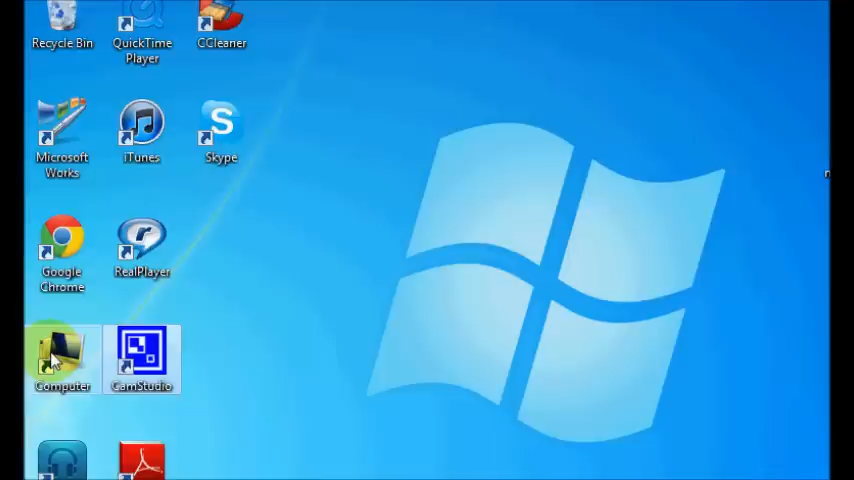 Recycle Bin
QuickTime
Player
CCleaner
Microsoft
Works
iTunes
Skype
Google
Chrome
RealPlayer
Computer
CamStudio